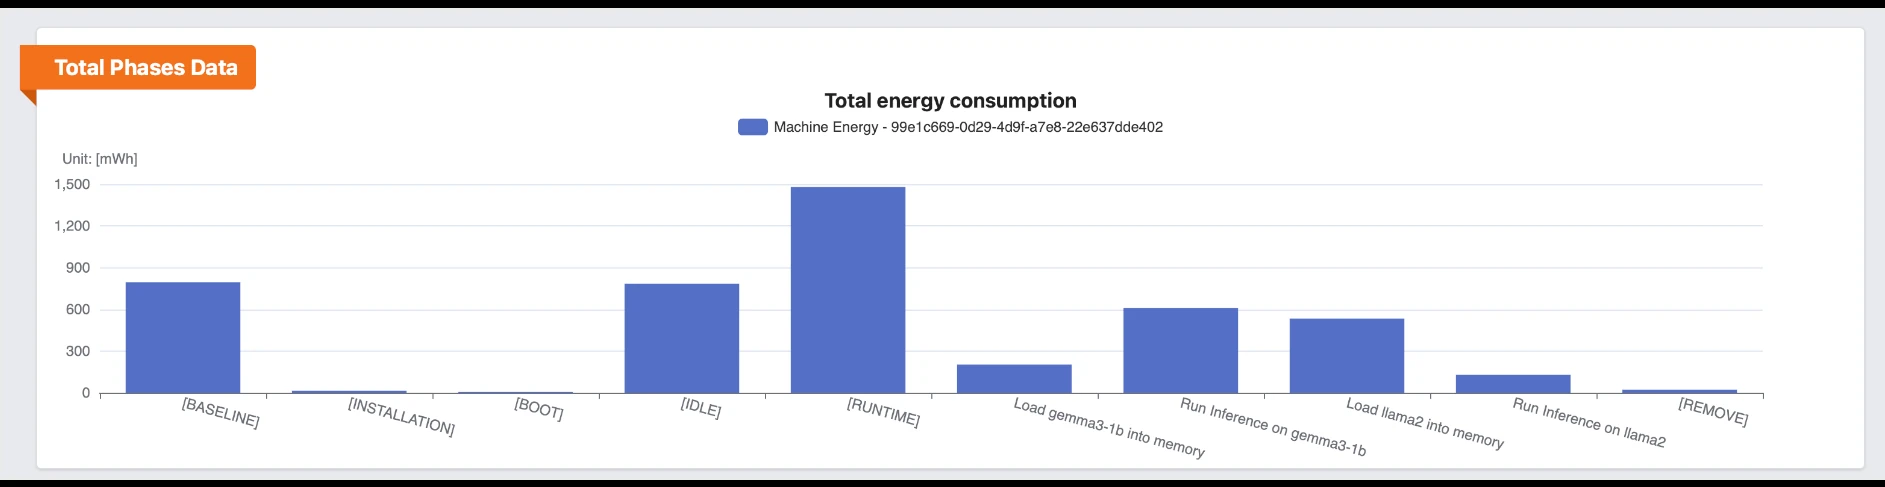 Total Phases Data
Total energy consumption
Machine Energy - 99e1c669-0d29-4d9f-a7e8-22e637dde402
Unit: [mWh]
1,500
1,200
900
600
300
0
[BASELINE]
[INSTALLATION]
[BOOT]
[IDLE]
[RUNTIME]
Load gemma3-1b into memory
Run Inference on gemma3-1b
Load llama2 into memory
Run Inference on llama2
[REMOVE]